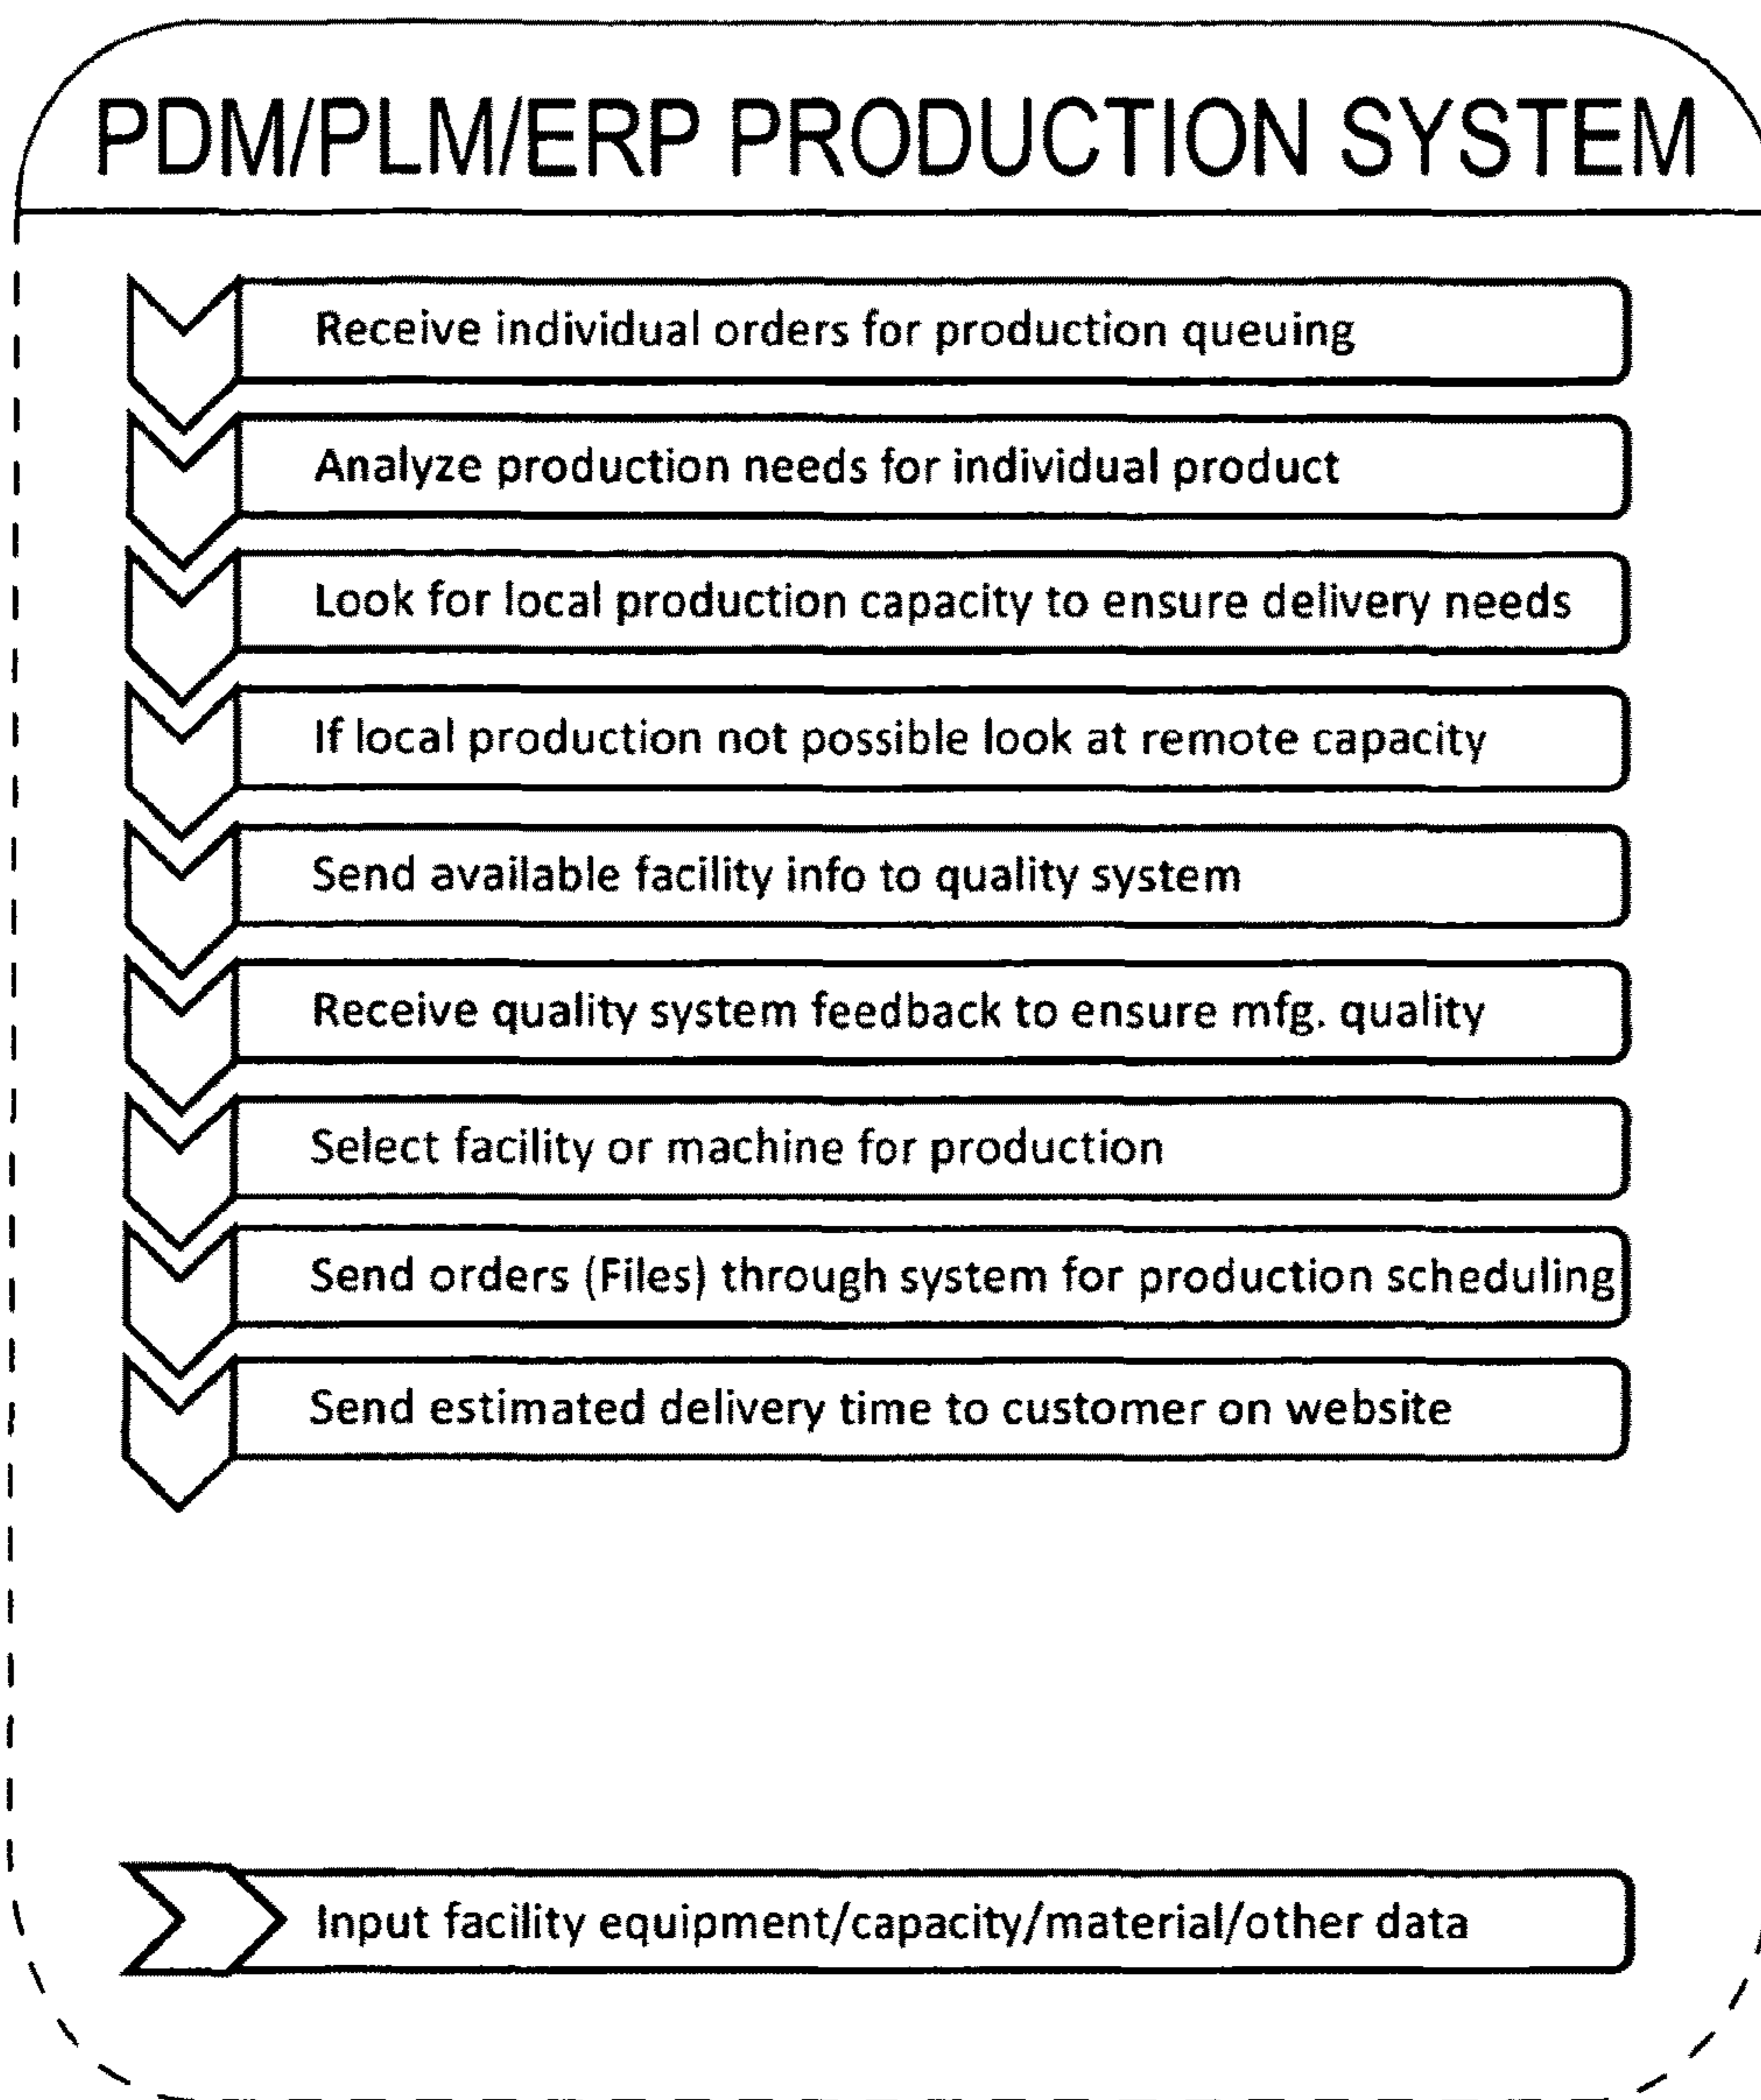 PDM/PLM/ERP PRODUCTION SYSTEM
Receive individual orders for production queuing
Analyze production needs for individual product
Look for local production capacity to ensure delivery needs
If local production not possible look at remote capacity
Send available facility info to quality system
Receive quality system feedback to ensure mfg. quality
Select facility or machine for production
Send orders (Files) through system for production scheduling
Send estimated delivery time to customer on website
Input facility equipment/capacity/material/other data